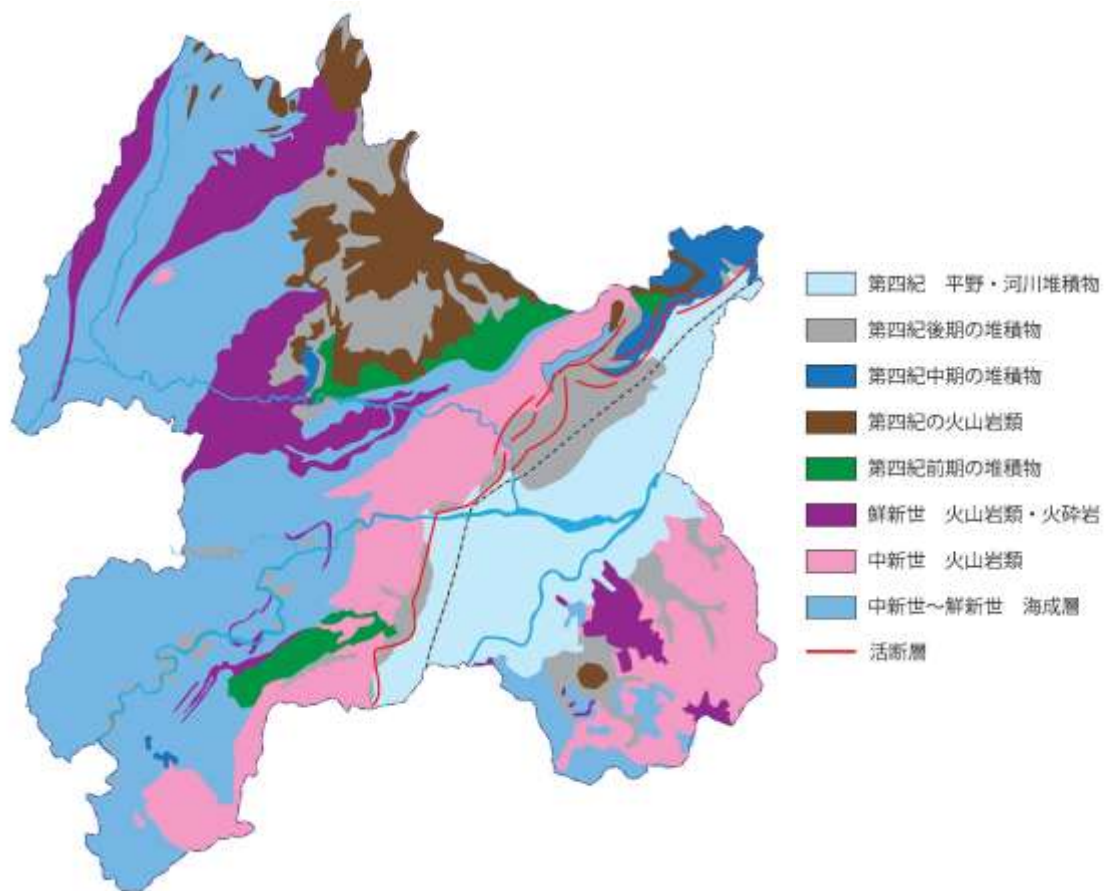 第四紀　平野・河川堆積物
第四紀後期の堆積物
第四紀中期の堆積物
第四紀の火山岩類
第四紀前期の堆積物
鮮新世　火山岩類・火砕岩
中新世　火山岩類
中新世～鮮新世　海成層
活断層